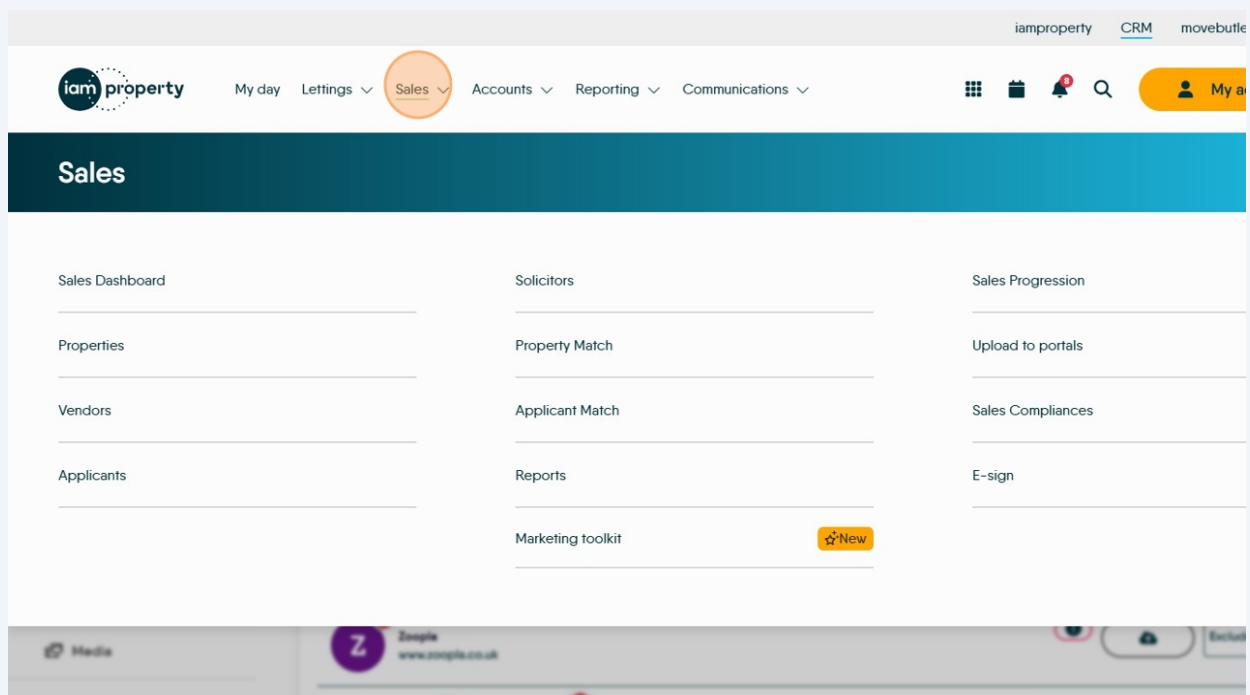 iamproperty CRM movebutle
iam property My day Lettings Sales Accounts Reporting Communications 8 My a
Sales
Sales Dashboard Solicitors Sales Progression
Properties Property Match Upload to portals
Vendors Applicant Match Sales Compliances
Applicants Reports E-sign
Marketing toolkit New
Media Z Zoopla Exclud
www.zoopla.co.uk